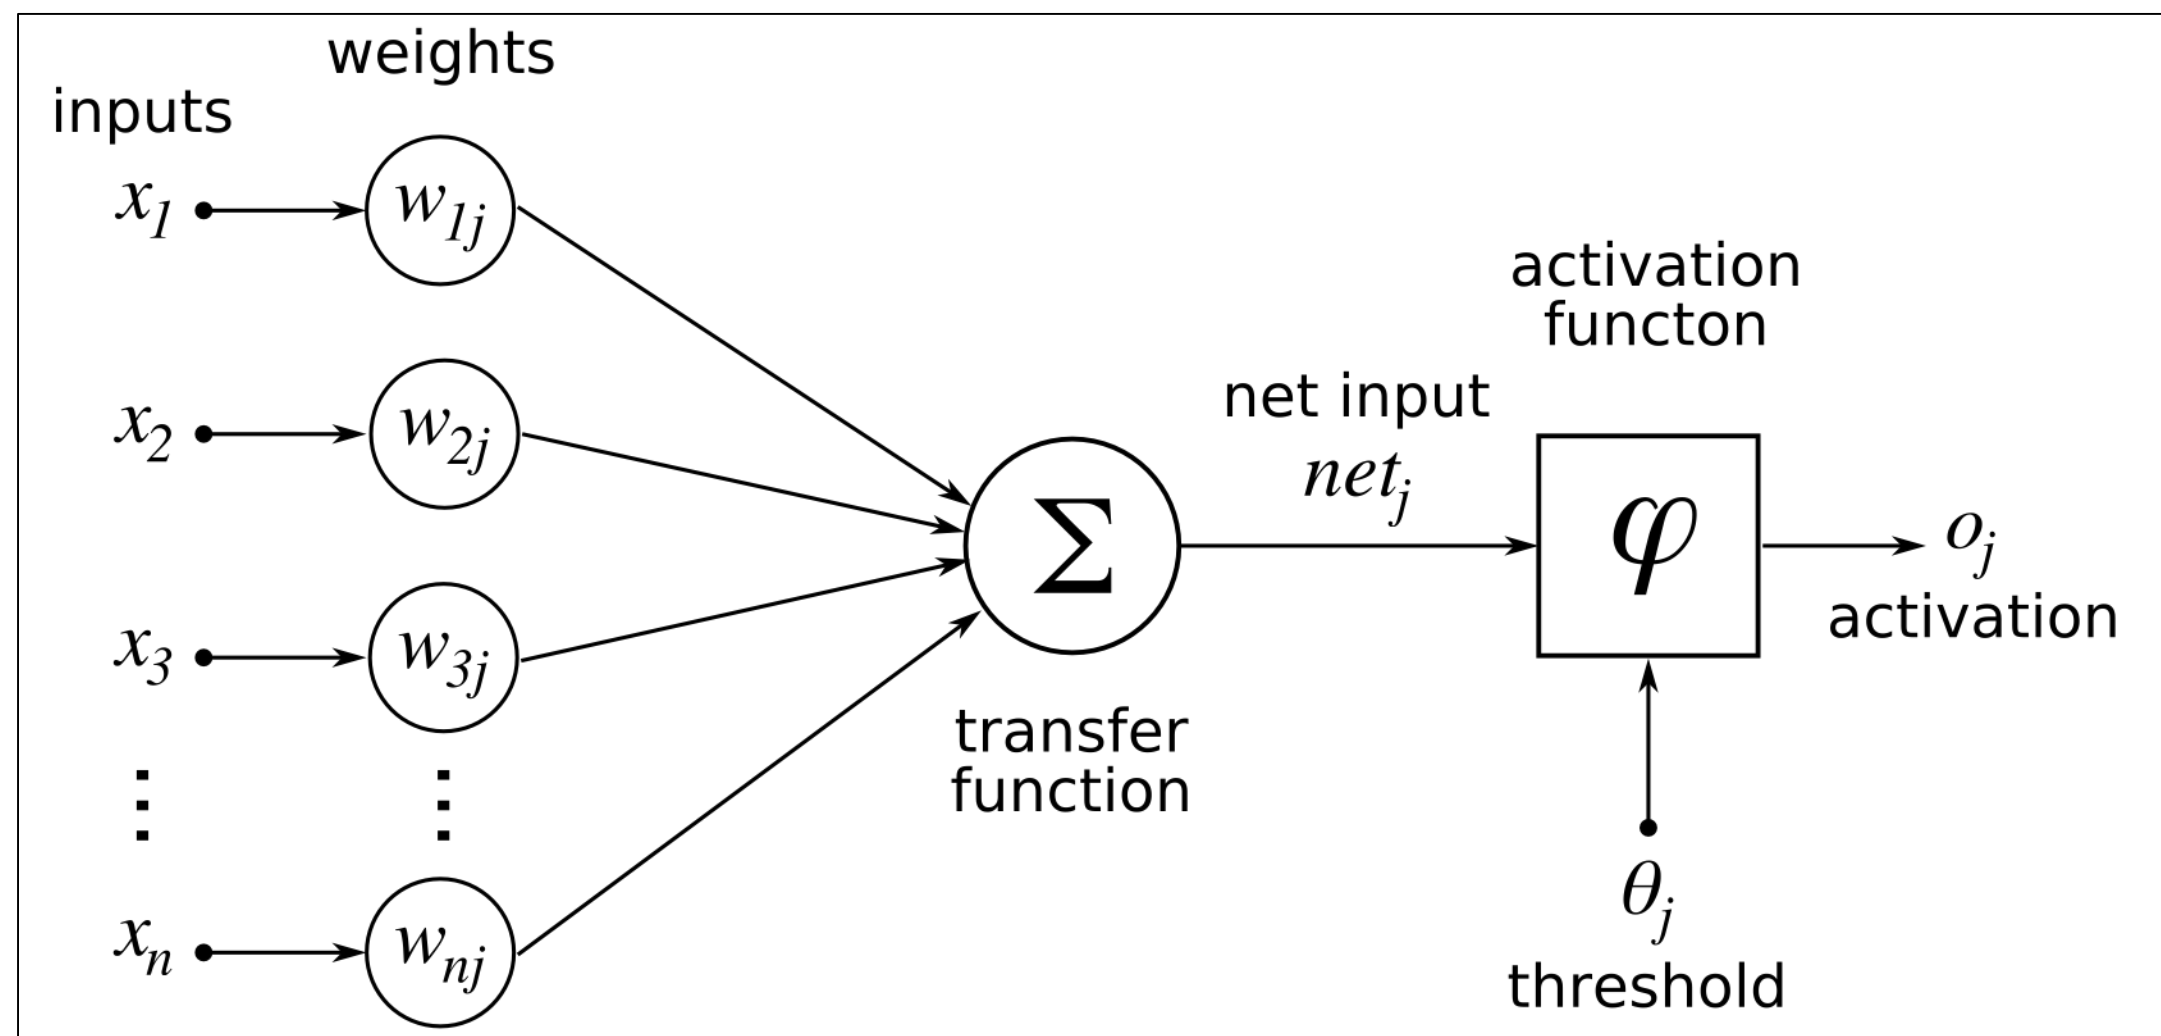 weights
inputs
x1
w1j
x2
w2j
x3
w3j
⋮ ⋮
xn
wnj
Σ
transfer
function
net input
netj
activation
functon
φ
oj
activation
θj
threshold